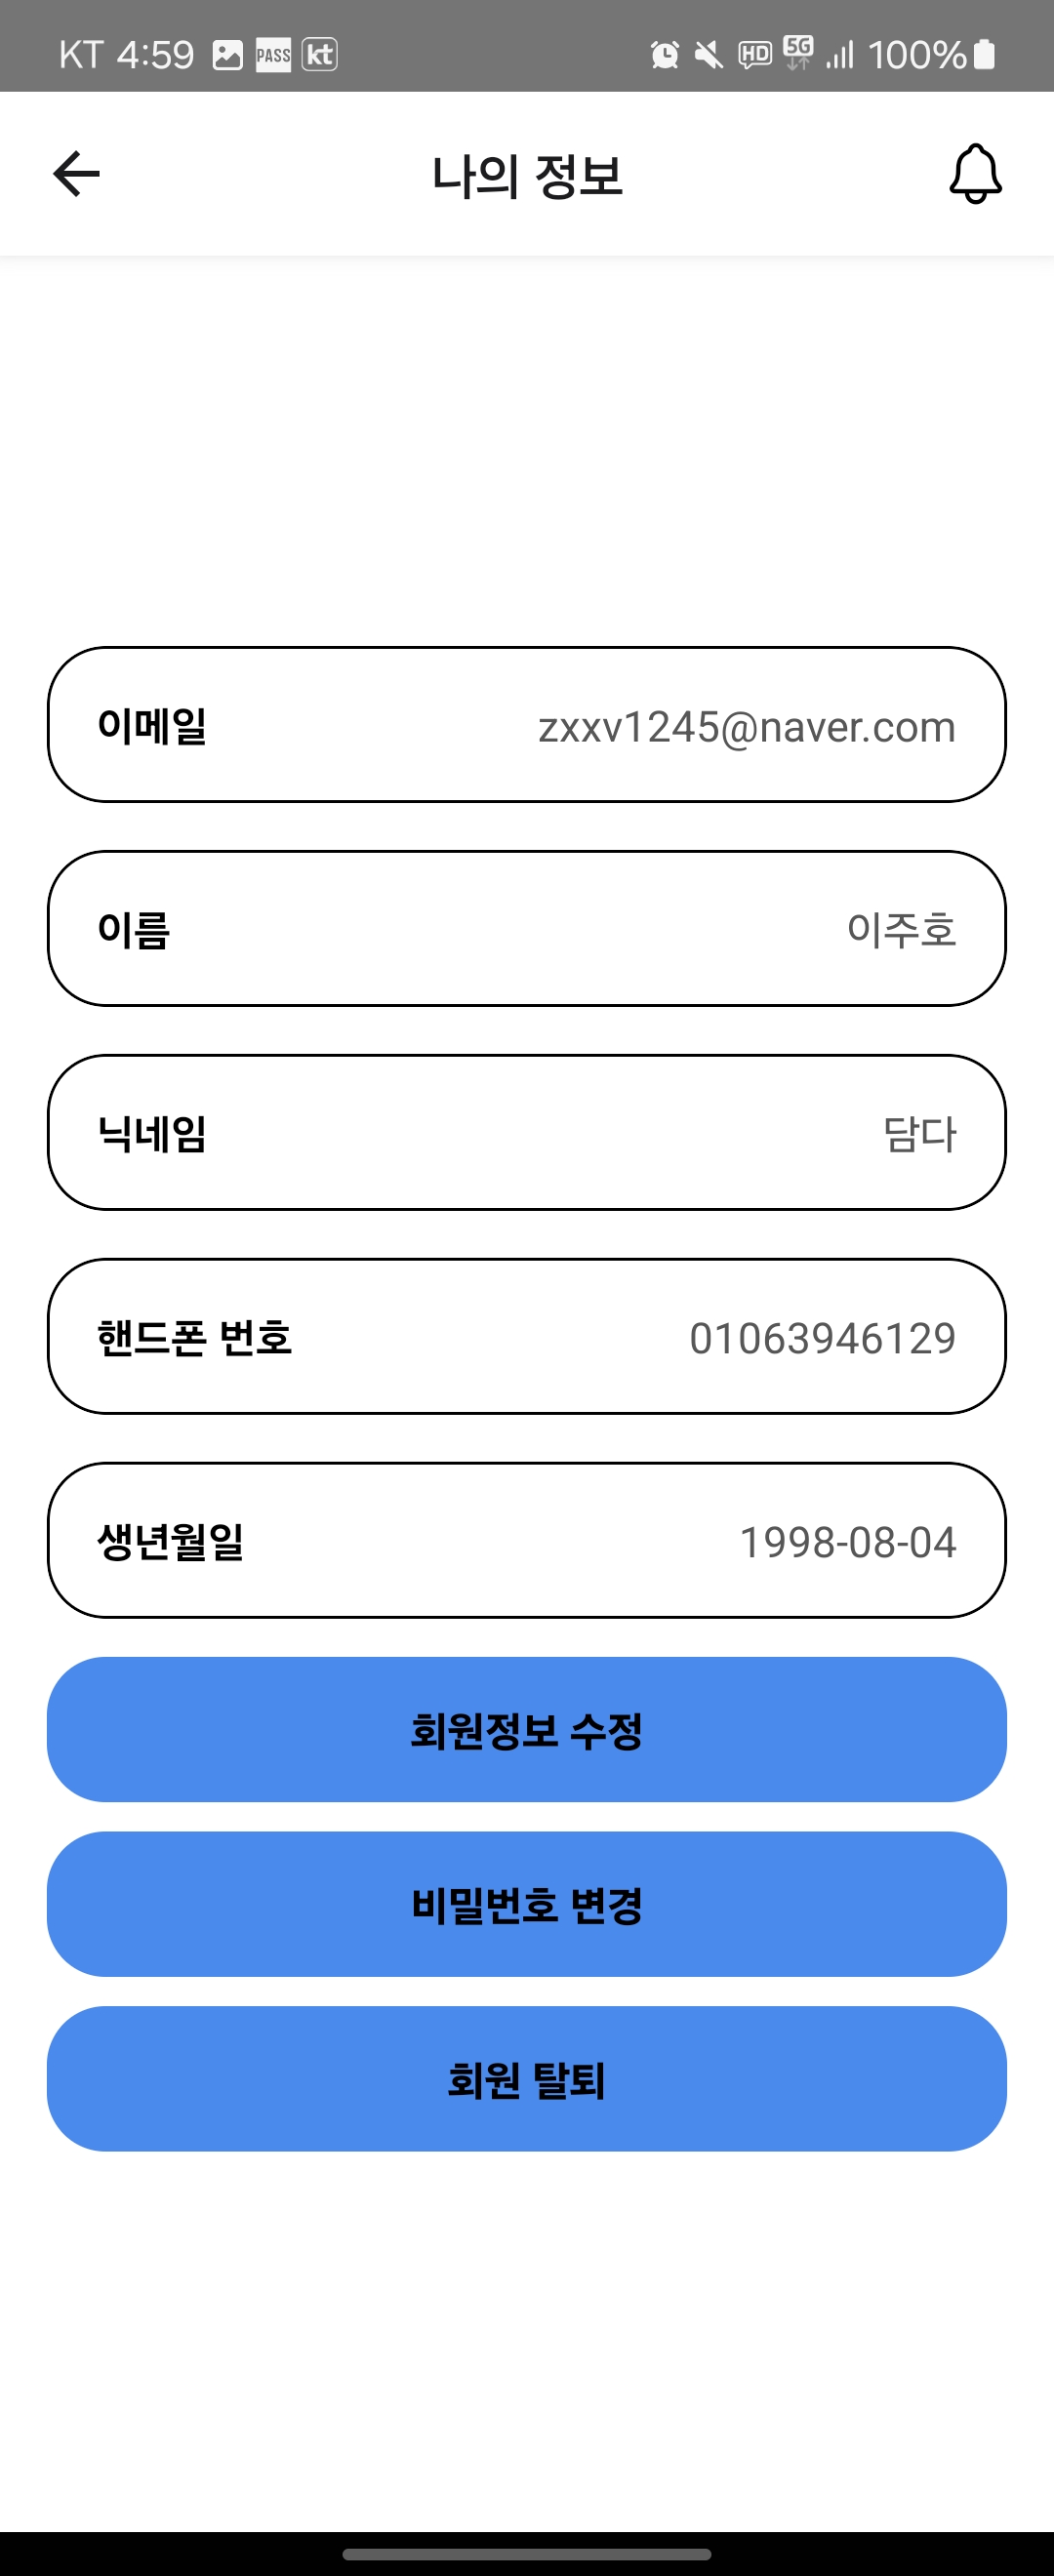 KT 4:59 PASS kt HD 5G 100%
나의 정보
이메일 zxxv1245@naver.com
이름 이주호
닉네임 담다
핸드폰 번호 01063946129
생년월일 1998-08-04
회원정보 수정
비밀번호 변경
회원 탈퇴